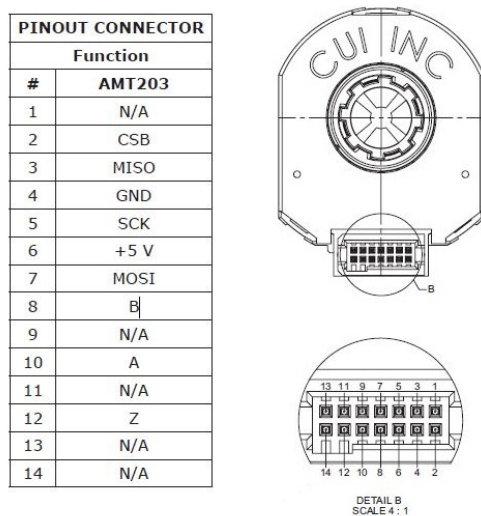 PINOUT CONNECTOR
Function
# AMT203
1 N/A
2 CSB
3 MISO
4 GND
5 SCK
6 +5 V
7 MOSI
8 B
9 N/A
10 A
11 N/A
12 Z
13 N/A
14 N/A
CUI INC
B
13 11 9 7 5 3 1
14 12 10 8 6 4 2
DETAIL B
SCALE 4 : 1